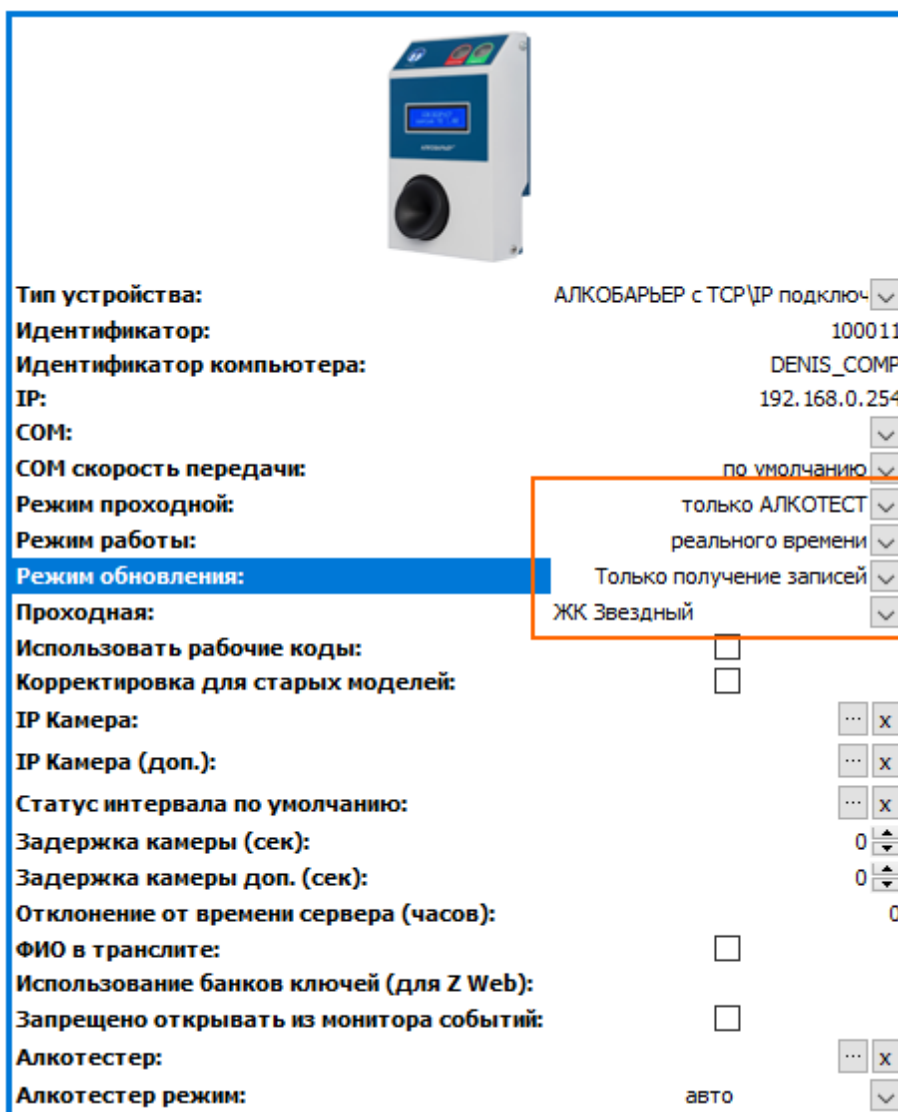 Тип устройства: АЛКОБАРЬЕР с TCP\IP подключ
Идентификатор: 100011
Идентификатор компьютера: DENIS_COMP
IP: 192.168.0.254
COM:
COM скорость передачи: по умолчанию
Режим проходной: только АЛКОТЕСТ
Режим работы: реального времени
Режим обновления: Только получение записей
Проходная: ЖК Звездный
Использовать рабочие коды:
Корректировка для старых моделей:
IP Камера: ... x
IP Камера (доп.): ... x
Статус интервала по умолчанию: ... x
Задержка камеры (сек): 0
Задержка камеры доп. (сек): 0
Отклонение от времени сервера (часов): 0
ФИО в транслите:
Использование банков ключей (для Z Web):
Запрещено открывать из монитора событий:
Алкотестер: ... x
Алкотестер режим: авто